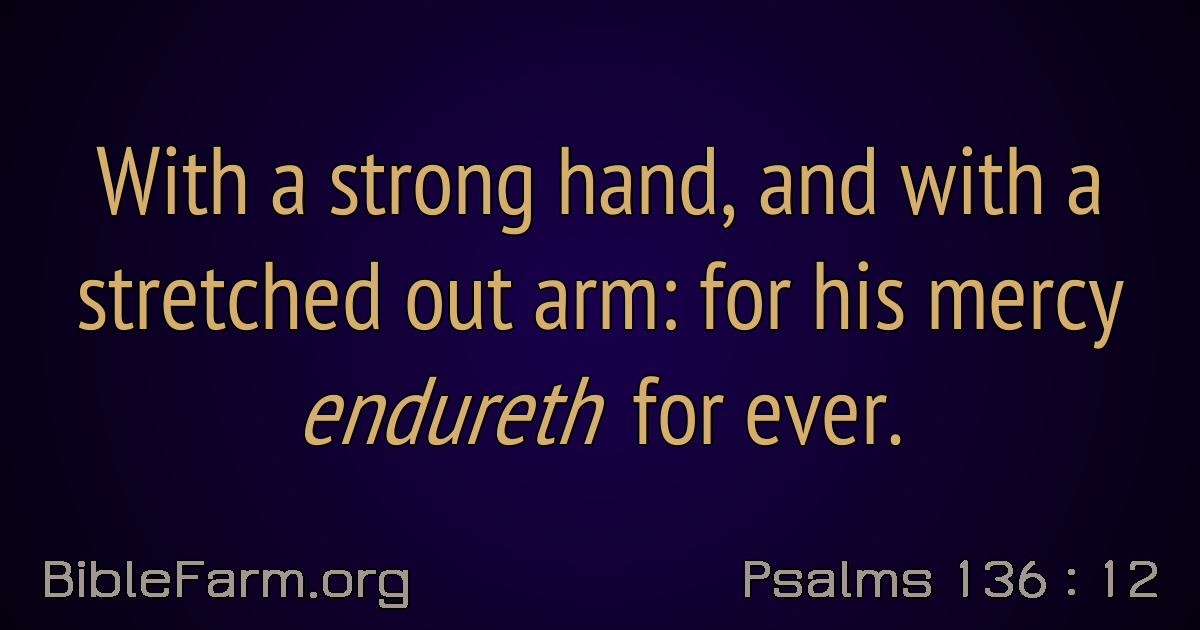 With a strong hand, and with a
stretched out arm: for his mercy
endureth for ever.
BibleFarm.org
Psalms 136 : 12